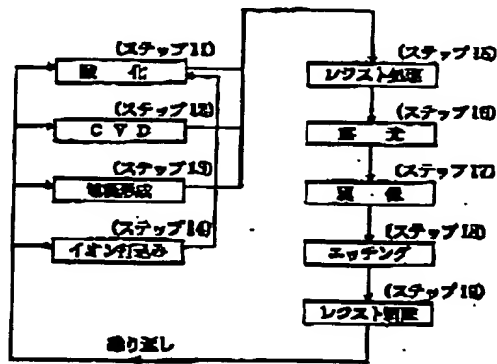 (ステップ11)
酸 化
(ステップ12)
C V D
(ステップ13)
電極形成
(ステップ14)
イオン打込み
(ステップ15)
レジスト処理
(ステップ16)
露 光
(ステップ17)
現 像
(ステップ18)
エッチング
(ステップ19)
レジスト
繰り返し